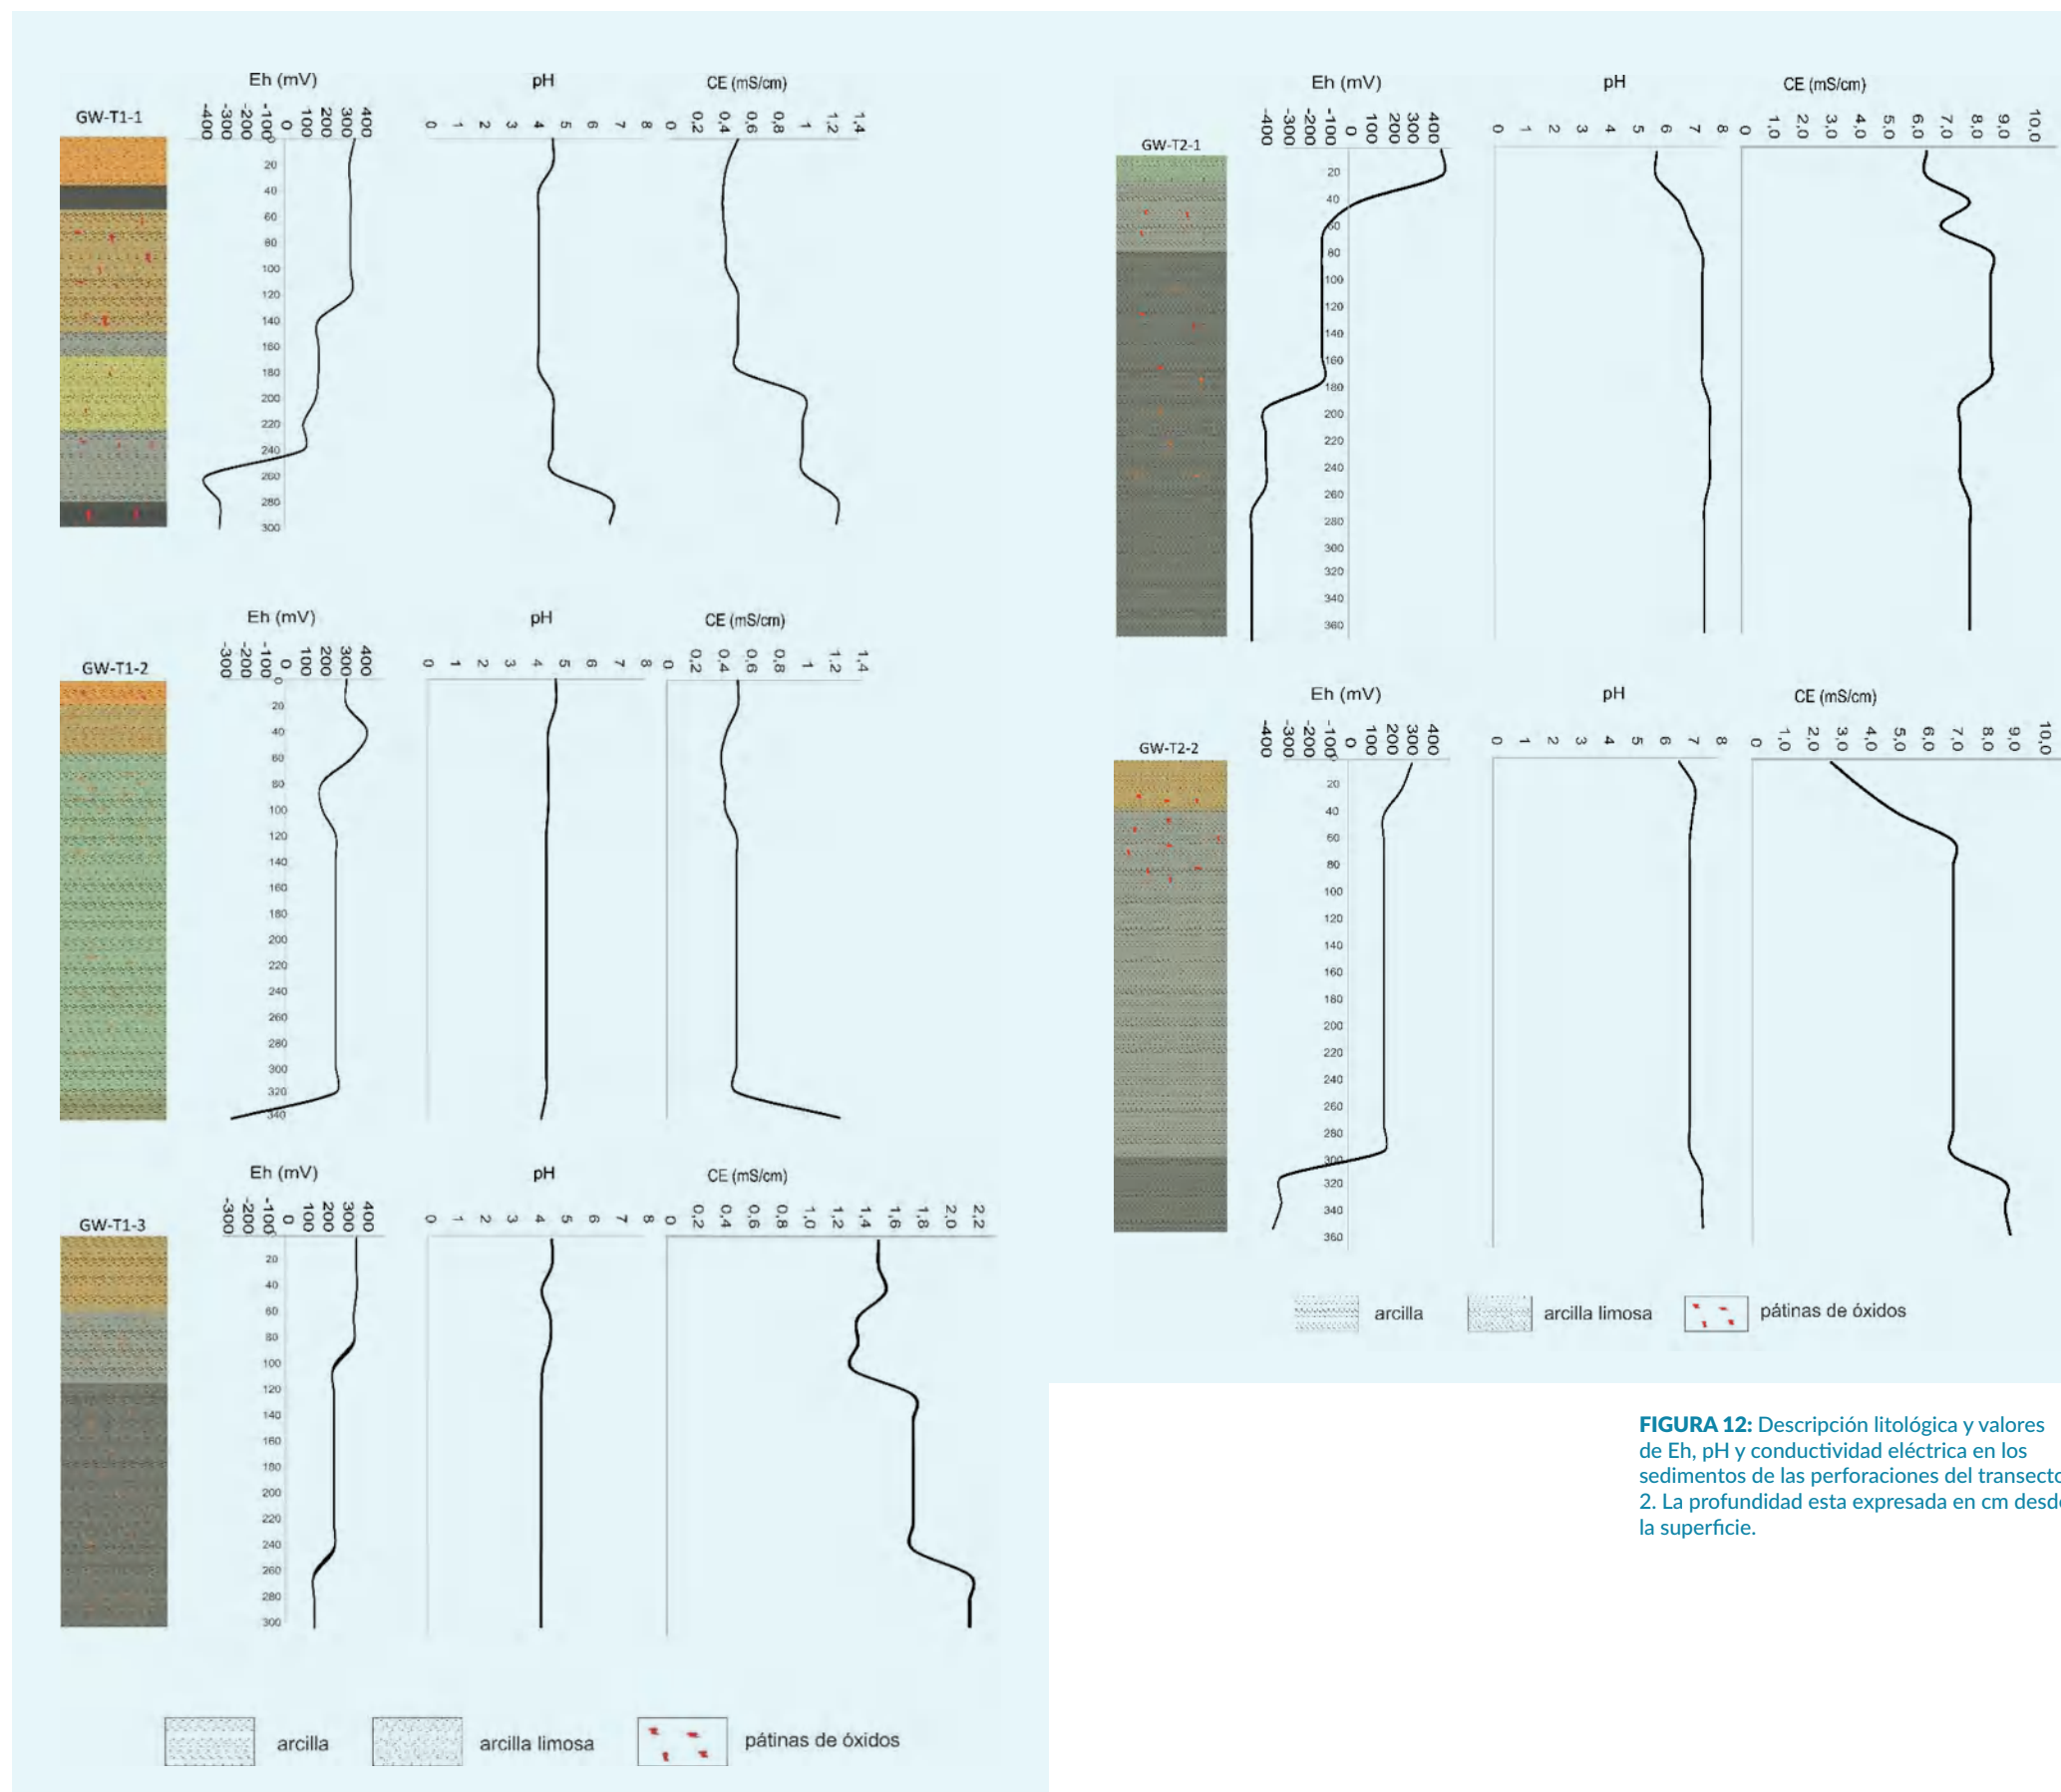 Eh (mV) pH CE (mS/cm)
GW-T1-1
-400 -300 -200 -100 0 100 200 300 400
0 1 2 3 4 5 6 7 8
0 0,2 0,4 0,6 0,8 1 1,2 1,4
0
20
40
60
80
100
120
140
160
180
200
220
240
260
280
300
Eh (mV) pH CE (mS/cm)
GW-T1-2
-300 -200 -100 0 100 200 300 400
0 1 2 3 4 5 6 7 8
0 0,2 0,4 0,6 0,8 1 1,2 1,4
0
20
40
60
80
100
120
140
160
180
200
220
240
260
280
300
320
340
Eh (mV) pH CE (mS/cm)
GW-T1-3
-300 -200 -100 0 100 200 300 400
0 1 2 3 4 5 6 7 8
0 0,2 0,4 0,6 0,8 1,0 1,2 1,4 1,6 1,8 2,0 2,2
20
40
60
80
100
120
140
160
180
200
220
240
260
280
300
arcilla arcilla limosa pátinas de óxidos
Eh (mV) pH CE (mS/cm)
GW-T2-1
-400 -300 -200 -100 0 100 200 300 400
0 1 2 3 4 5 6 7 8
0 1,0 2,0 3,0 4,0 5,0 6,0 7,0 8,0 9,0 10,0
20
40
60
80
100
120
140
160
180
200
220
240
260
280
300
320
340
360
Eh (mV) pH CE (mS/cm)
GW-T2-2
-400 -300 -200 -100 0 100 200 300 400
0 1 2 3 4 5 6 7 8
0 1,0 2,0 3,0 4,0 5,0 6,0 7,0 8,0 9,0 10,0
20
40
60
80
100
120
140
160
180
200
220
240
260
280
300
320
340
360
arcilla arcilla limosa pátinas de óxidos
FIGURA 12: Descripción litológica y valores
de Eh, pH y conductividad eléctrica en los
sedimentos de las perforaciones del transecto
2. La profundidad esta expresada en cm desde
la superficie.